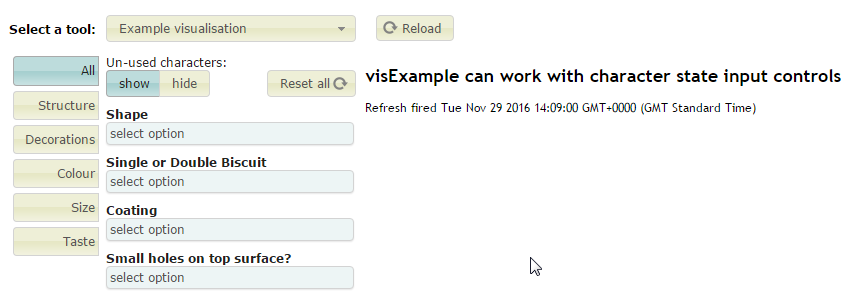 Select a tool: Example visualisation Reload
All
Structure
Decorations
Colour
Size
Taste
Un-used characters:
show hide Reset all
Shape
select option
Single or Double Biscuit
select option
Coating
select option
Small holes on top surface?
select option
visExample can work with character state input controls
Refresh fired Tue Nov 29 2016 14:09:00 GMT+0000 (GMT Standard Time)